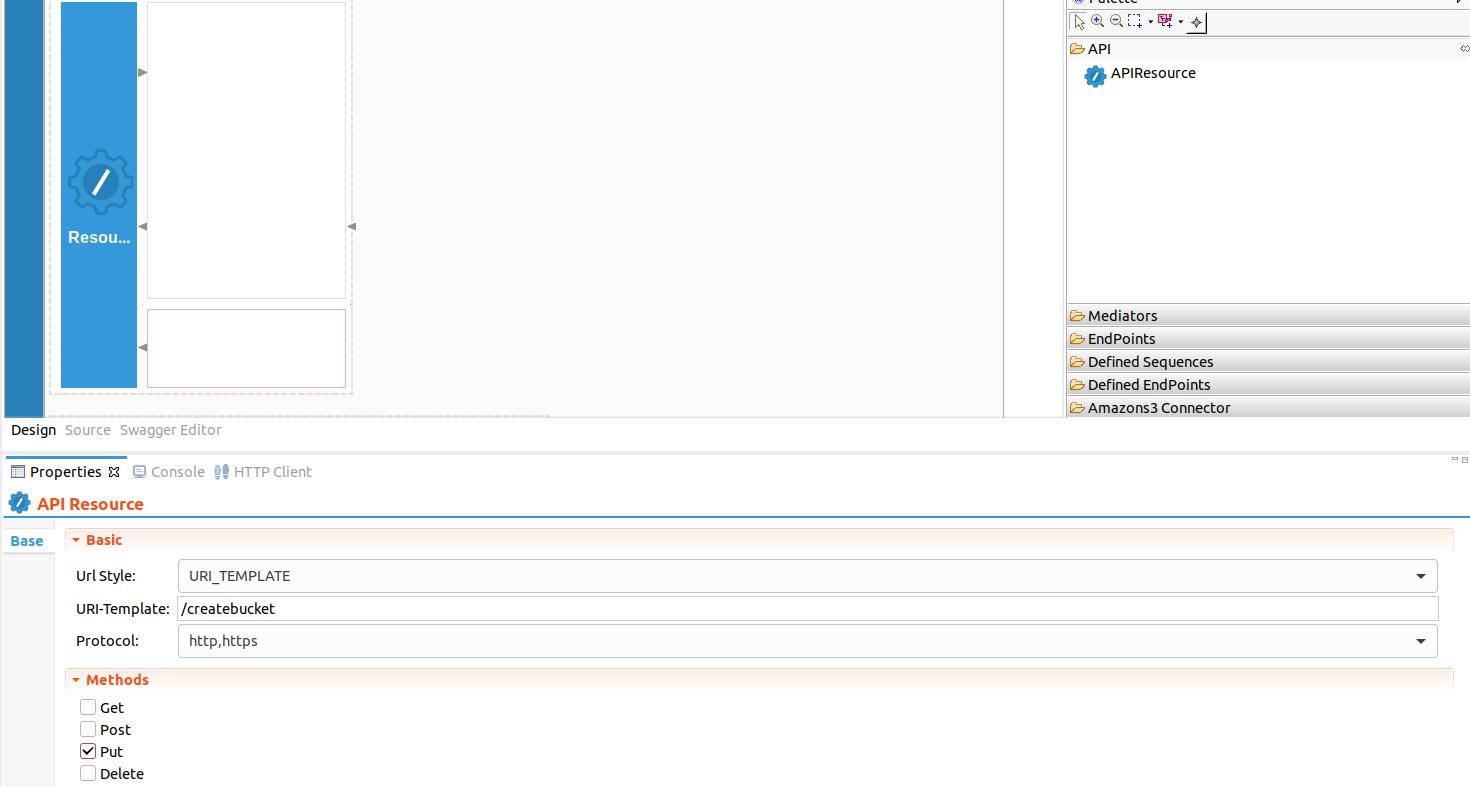 Palette
API
APIResource
Resou...
Mediators
EndPoints
Defined Sequences
Defined EndPoints
Amazons3 Connector
Design Source Swagger Editor
Properties Console HTTP Client
API Resource
Base
Basic
Url Style: URI_TEMPLATE
URI-Template: /createbucket
Protocol: http,https
Methods
Get
Post
Put
Delete